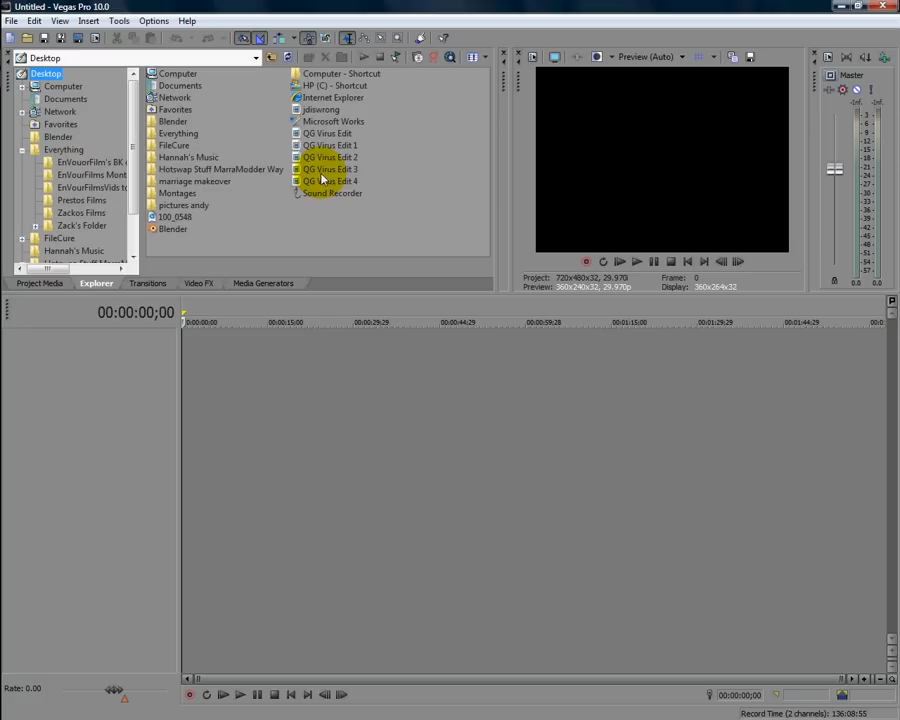 Untitled - Vegas Pro 10.0
File Edit View Insert Tools Options Help
Desktop
Preview (Auto)
Master
Desktop
Computer
Documents
Network
Favorites
Blender
Everything
EnVouorFilm's BK
EnVourFilms Mont
EnVourFilmsVids to
Prestos Films
Zackos Films
Zack's Folder
FileCure
Hannah's Music
Computer
Documents
Network
Favorites
Blender
Everything
FileCure
Hannah's Music
Hotswap Stuff MarraModder Way
marriage makeover
Montages
pictures andy
100_0548
Blender
Computer - Shortcut
HP (C) - Shortcut
Internet Explorer
jdiswrong
Microsoft Works
QG Virus Edit
QG Virus Edit 1
QG Virus Edit 2
QG Virus Edit 3
QG Virus Edit 4
Sound Recorder
-Inf. -Inf.
3
6
9
12
15
18
21
24
27
30
33
36
39
42
45
48
51
54
57
0.0 0.0
Project: 720x480x32, 29.970i Frame: 0
Preview: 360x240x32, 29.970p Display: 360x264x32
Project Media Explorer Transitions Video FX Media Generators
00:00:00;00
0:00:00;00 00:00:15;00 00:00:29;29 00:00:44;29 00:00:59;28 00:01:15;00 00:01:29;29 00:01:44;29 00:0
Rate: 0.00
00:00:00;00
Record Time (2 channels): 136:08:55